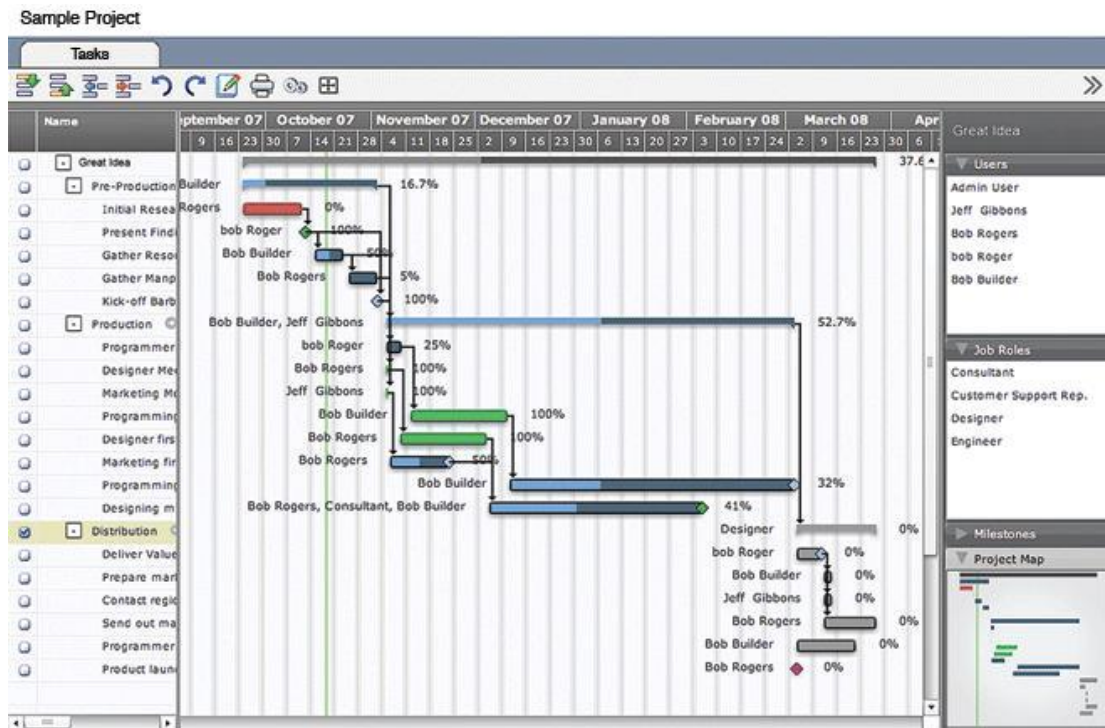 Sample Project
Tasks
Name
ptember 07 October 07 November 07 December 07 January 08 February 08 March 08 Apr
9 16 23 30 7 14 21 28 4 11 18 25 2 9 16 23 30 6 13 20 27 3 10 17 24 2 9 16 23 30 6
Great Idea
Great Idea 37.6
Users
Pre-Production Builder 16.7%
Admin User
Initial Resea Rogers 0%
Jeff Gibbons
Present Findi bob Roger 100%
Bob Rogers
Gather Reso Bob Builder 50%
bob Roger
Gather Manp Bob Rogers 5%
Bob Builder
Kick-off Barb 100%
Production Bob Builder, Jeff Gibbons 52.7%
Programmer bob Roger 25%
Job Roles
Designer Mee Bob Rogers 100%
Consultant
Marketing Me Jeff Gibbons 100%
Customer Support Rep.
Programming Bob Builder 100%
Designer
Designer firs Bob Rogers 100%
Engineer
Marketing fir Bob Rogers 50%
Programming Bob Builder 32%
Designing m Bob Rogers, Consultant, Bob Builder 41%
Distribution Designer 0%
Milestones
Deliver Value bob Roger 0%
Project Map
Prepare mar Bob Builder 0%
Contact regic Jeff Gibbons 0%
Send out ma Bob Rogers 0%
Programmer Bob Builder 0%
Product laun Bob Rogers 0%